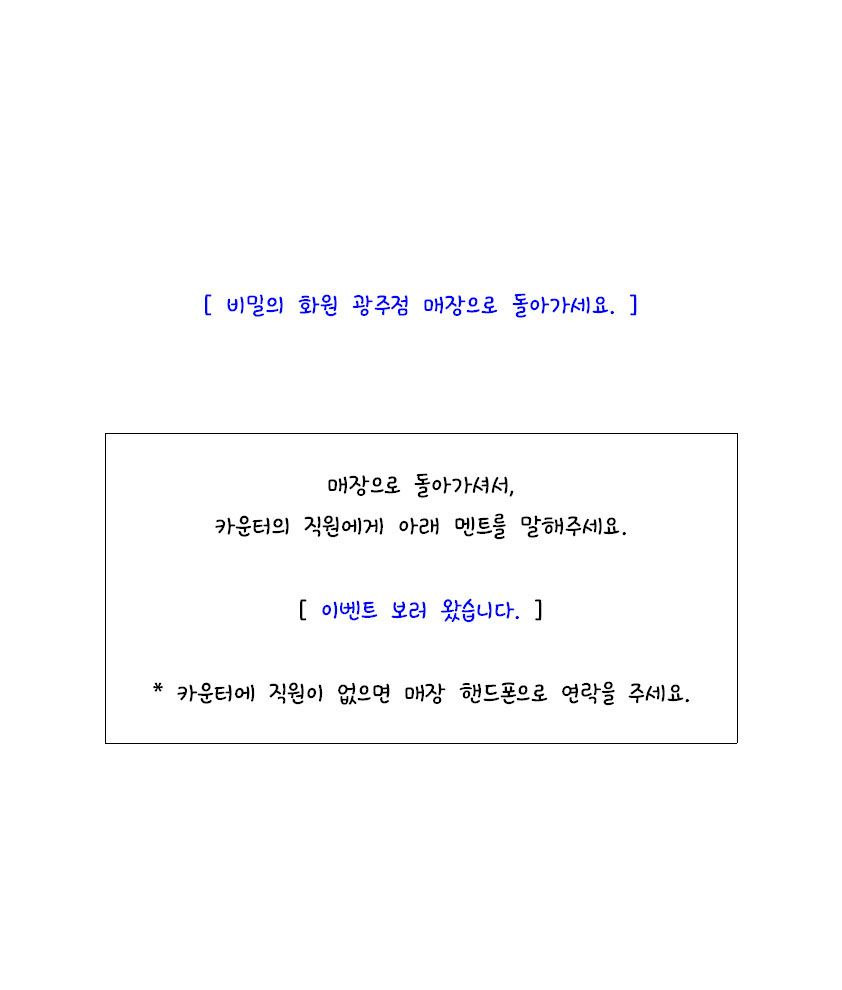 [ 비밀의 화원 광주점 매장으로 돌아가세요. ]
매장으로 돌아가셔서,
카운터의 직원에게 아래 멘트를 말해주세요.
[ 이벤트 보러 왔습니다. ]
* 카운터에 직원이 없으면 매장 핸드폰으로 연락을 주세요.